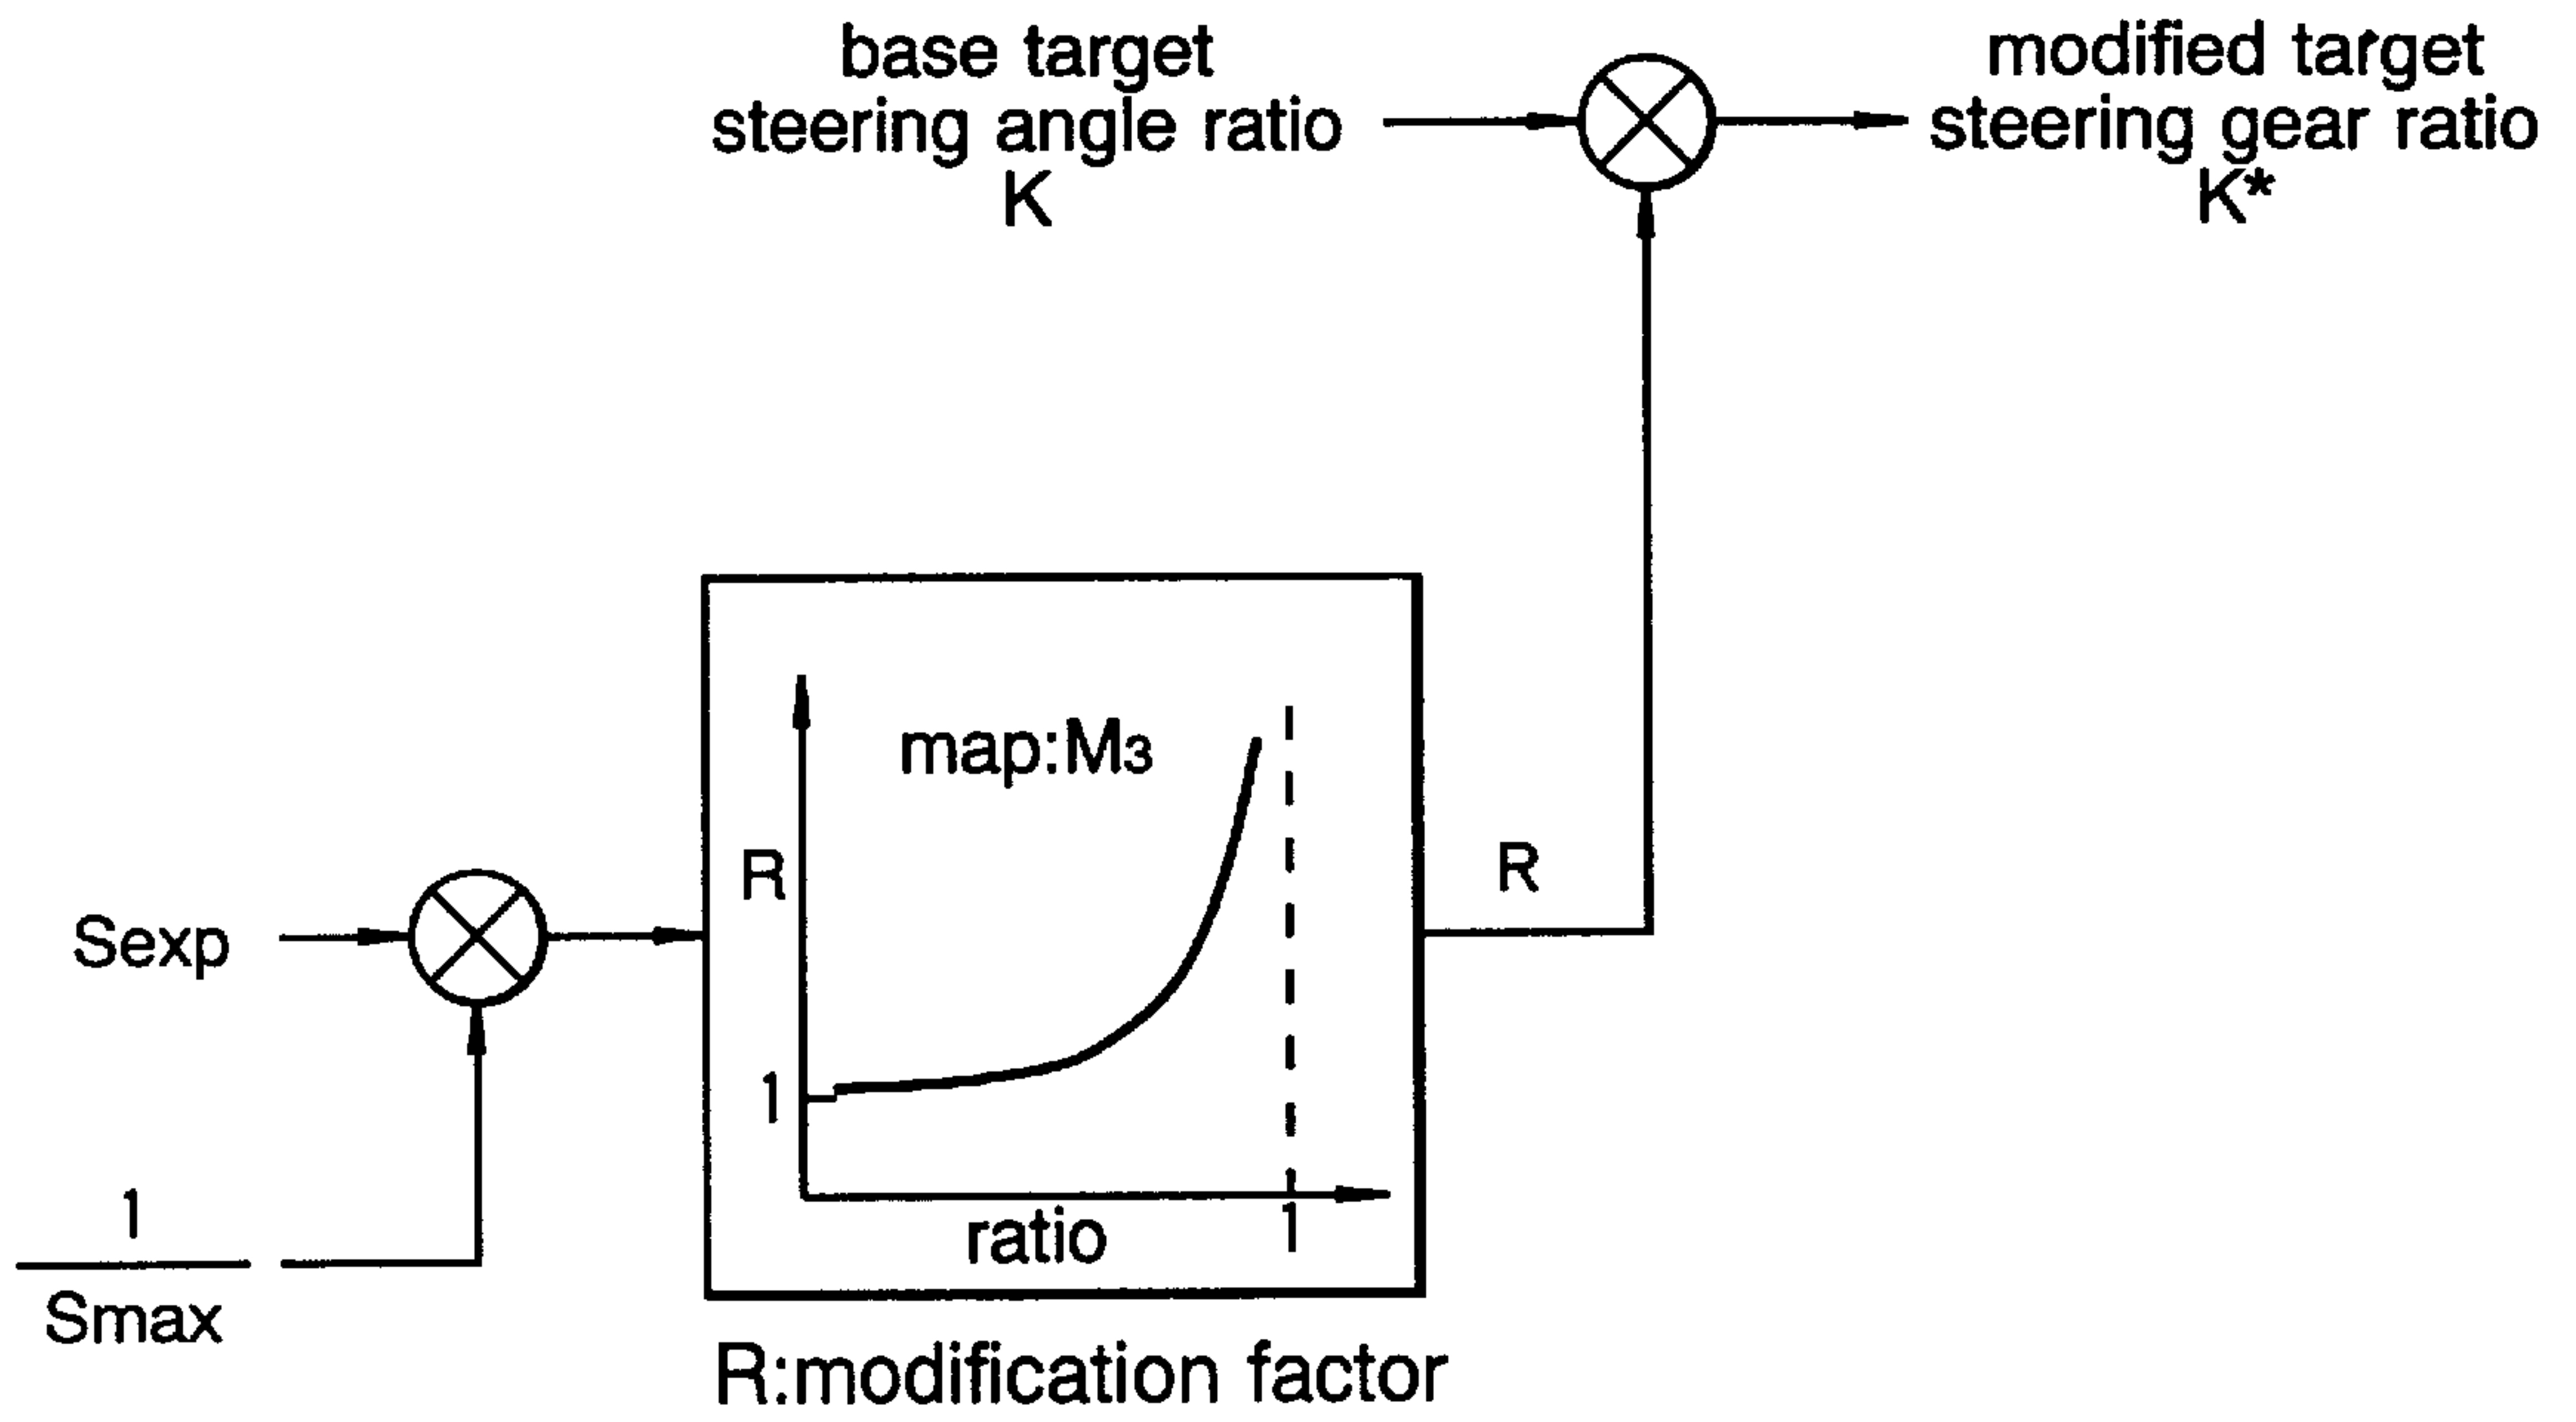 base target
steering angle ratio
K
modified target
steering gear ratio
K*
map:M3
R
R
Sexp
1
1
Smax
ratio
1
R:modification factor